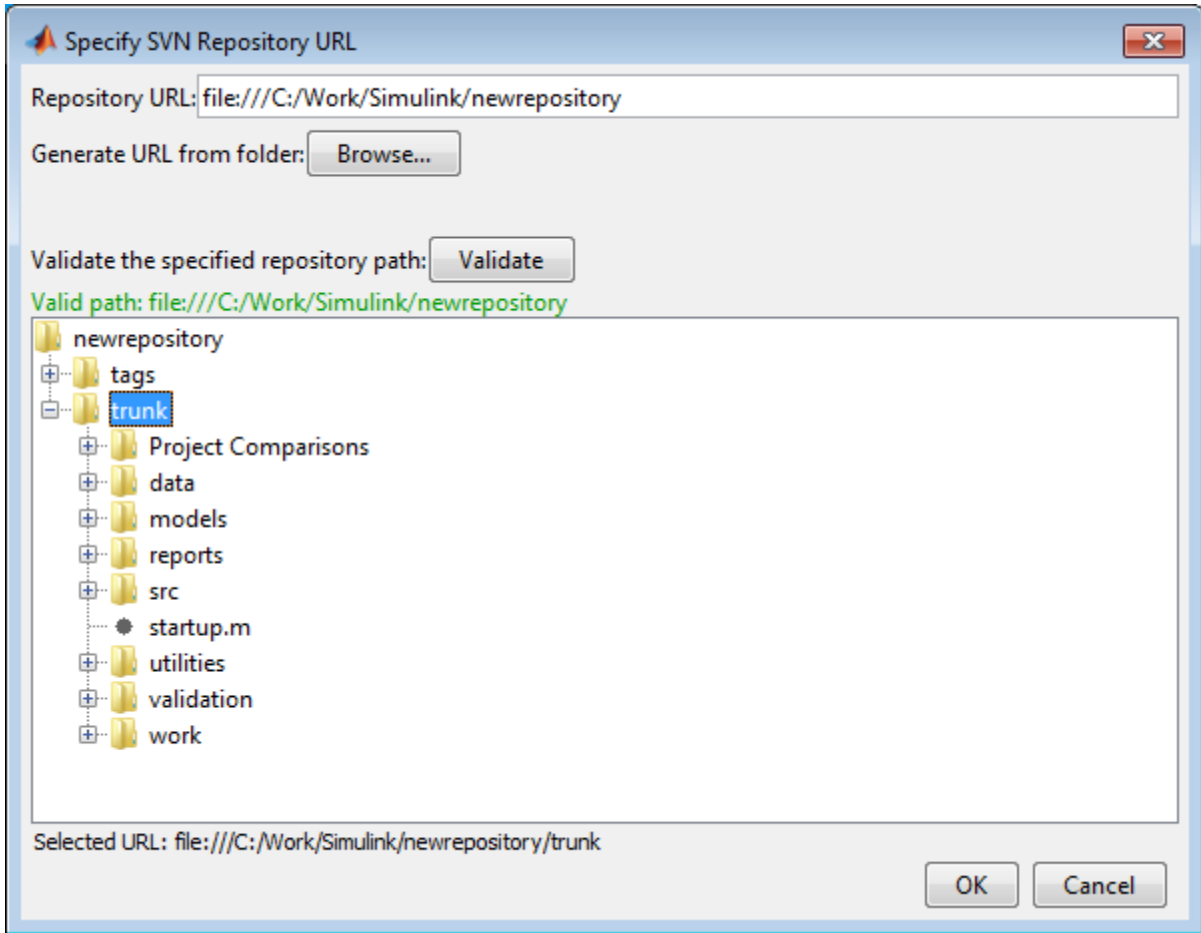 Specify SVN Repository URL
Repository URL: file:///C:/Work/Simulink/newrepository
Generate URL from folder: Browse...
Validate the specified repository path: Validate
Valid path: file:///C:/Work/Simulink/newrepository
newrepository
tags
trunk
Project Comparisons
data
models
reports
src
startup.m
utilities
validation
work
Selected URL: file:///C:/Work/Simulink/newrepository/trunk
OK Cancel